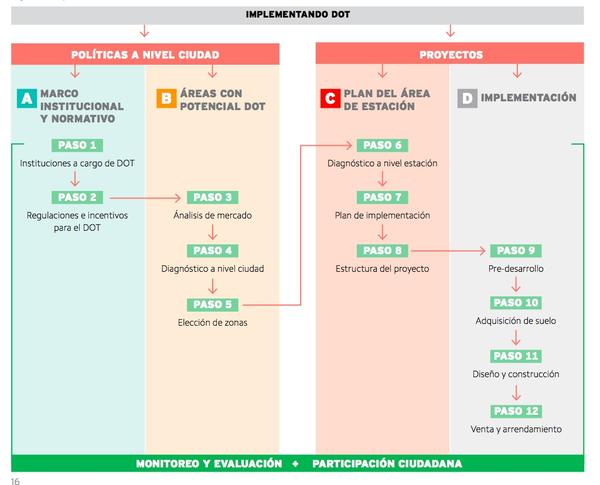 IMPLEMENTANDO DOT
POLÍTICAS A NIVEL CIUDAD
PROYECTOS
A MARCO
INSTITUCIONAL
Y NORMATIVO
B ÁREAS CON
POTENCIAL DOT
C PLAN DEL ÁREA
DE ESTACIÓN
D IMPLEMENTACIÓN
PASO 1
Instituciones a cargo de DOT
PASO 2
Regulaciones e incentivos
para el DOT
PASO 3
Ánalisis de mercado
PASO 4
Diagnóstico a nivel ciudad
PASO 5
Elección de zonas
PASO 6
Diagnóstico a nivel estación
PASO 7
Plan de implementación
PASO 8
Estructura del proyecto
PASO 9
Pre-desarrollo
PASO 10
Adquisición de suelo
PASO 11
Diseño y construcción
PASO 12
Venta y arrendamiento
MONITOREO Y EVALUACIÓN ✦ PARTICIPACIÓN CIUDADANA
16